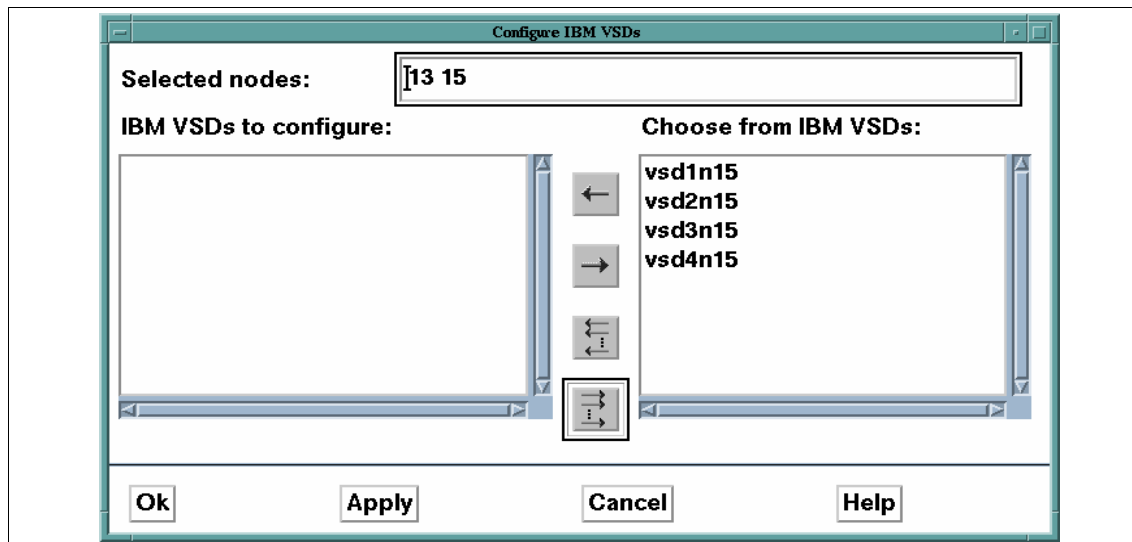 Configure IBM VSDs
Selected nodes:
13 15
IBM VSDs to configure:
Choose from IBM VSDs:
vsd1n15
vsd2n15
vsd3n15
vsd4n15
Ok
Apply
Cancel
Help